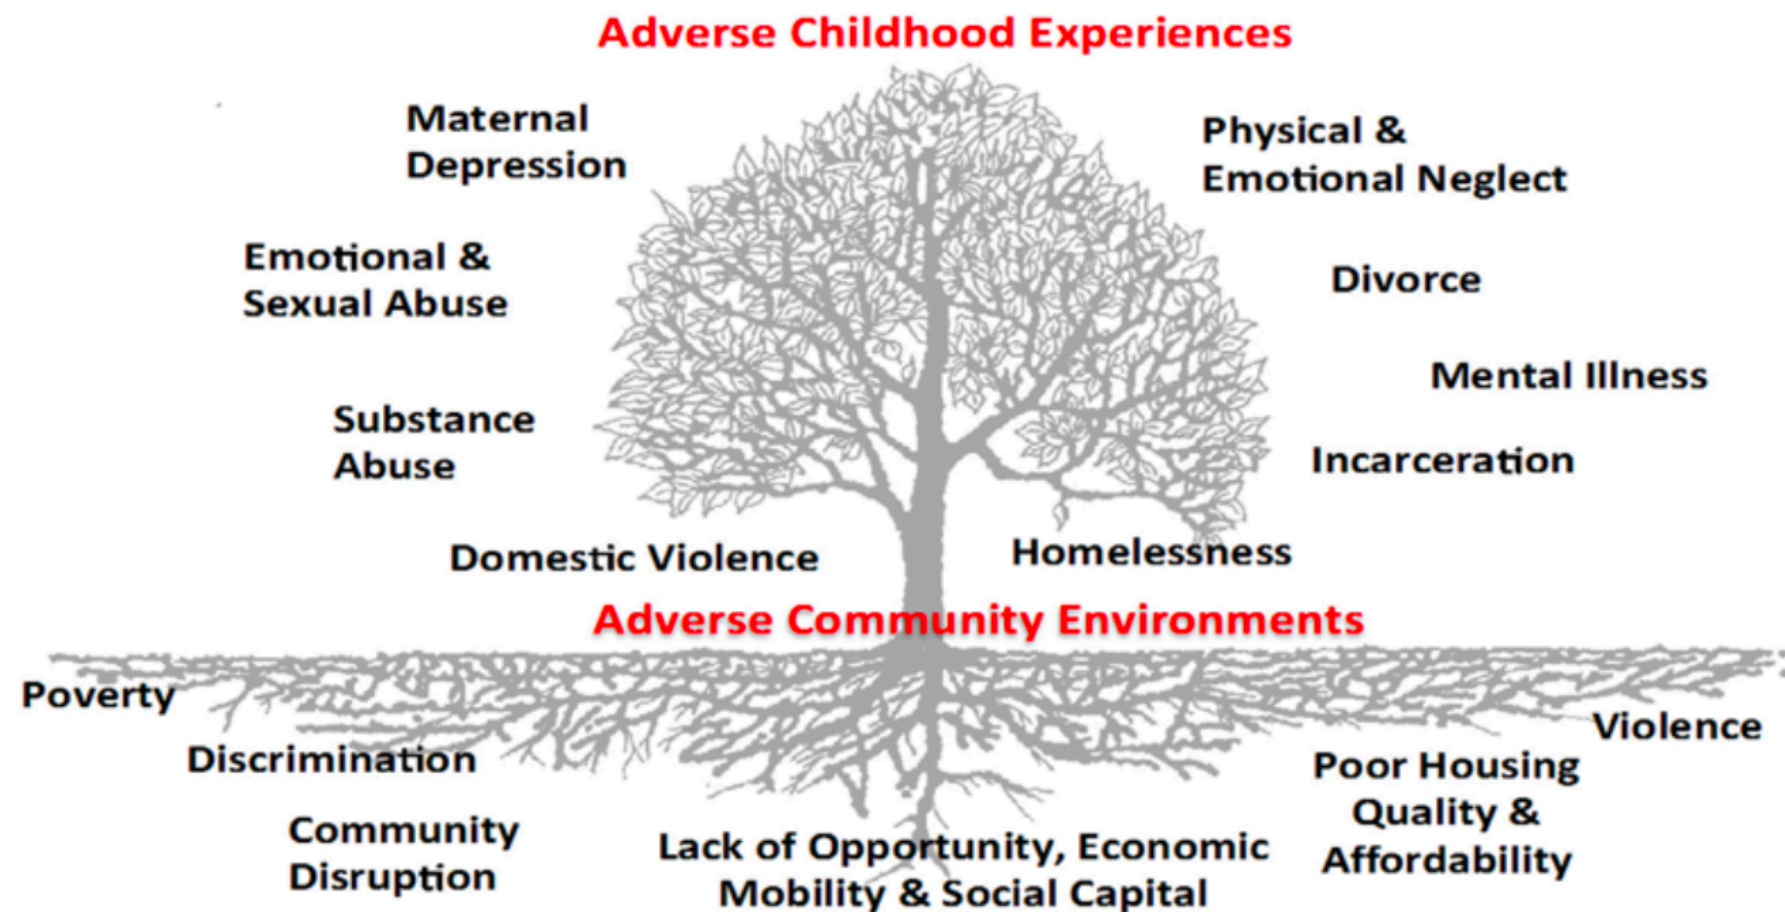 Adverse Childhood Experiences
Maternal
Depression
Physical &
Emotional Neglect
Emotional &
Sexual Abuse
Divorce
Mental Illness
Substance
Abuse
Incarceration
Domestic Violence
Homelessness
Adverse Community Environments
Poverty
Violence
Discrimination
Poor Housing
Quality &
Affordability
Community
Disruption
Lack of Opportunity, Economic
Mobility & Social Capital